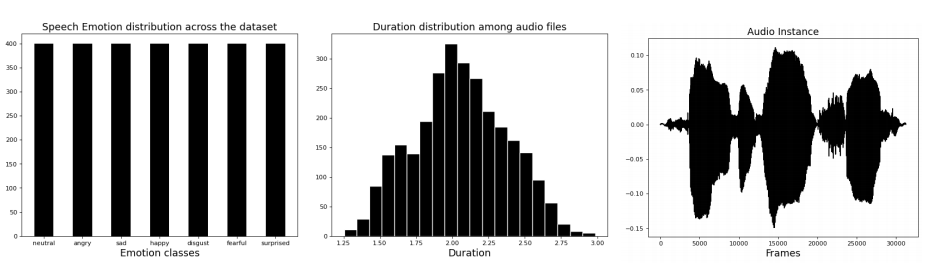 Speech Emotion distribution across the dataset
400
350
300
250
200
150
100
50
0
neutral angry sad happy disgust fearful surprised
Emotion classes
Duration distribution among audio files
300
250
200
150
100
50
0
1.25 1.50 1.75 2.00 2.25 2.50 2.75 3.00
Duration
Audio Instance
0.10
0.05
0.00
−0.05
−0.10
−0.15
0 5000 10000 15000 20000 25000 30000
Frames